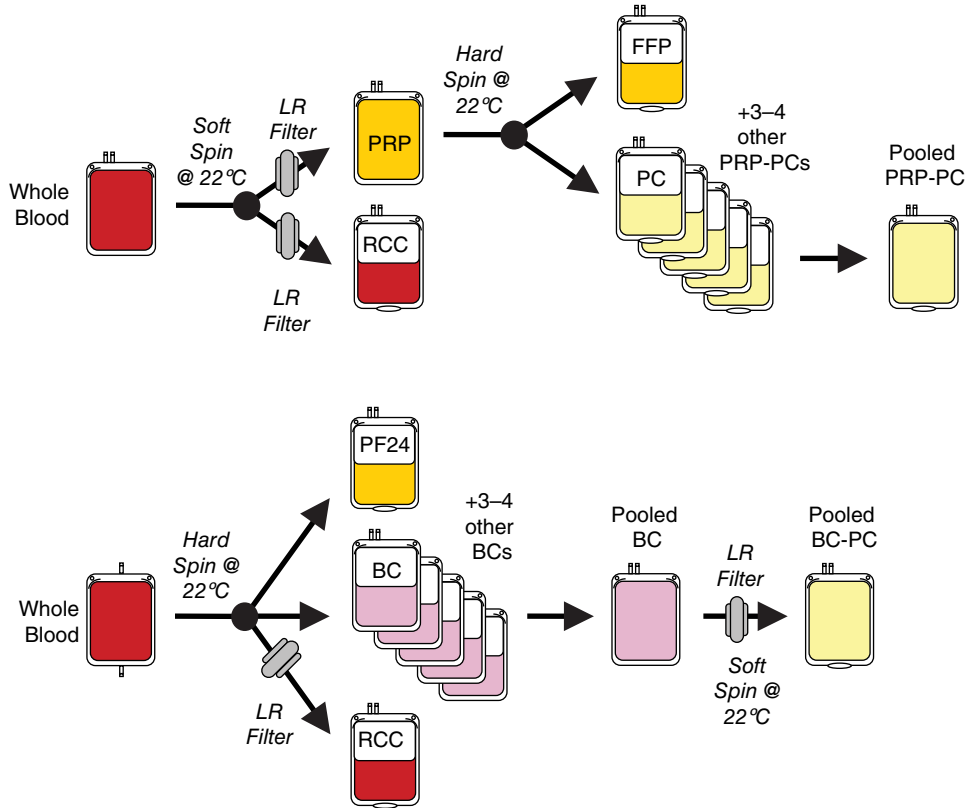 Whole
Blood
Soft
Spin
@ 22°C
LR
Filter
LR
Filter
PRP
RCC
Hard
Spin @
22°C
FFP
PC
+3–4
other
PRP-PCs
Pooled
PRP-PC
Whole
Blood
Hard
Spin @
22°C
LR
Filter
PF24
BC
RCC
+3–4
other
BCs
Pooled
BC
LR
Filter
Soft
Spin @
22°C
Pooled
BC-PC